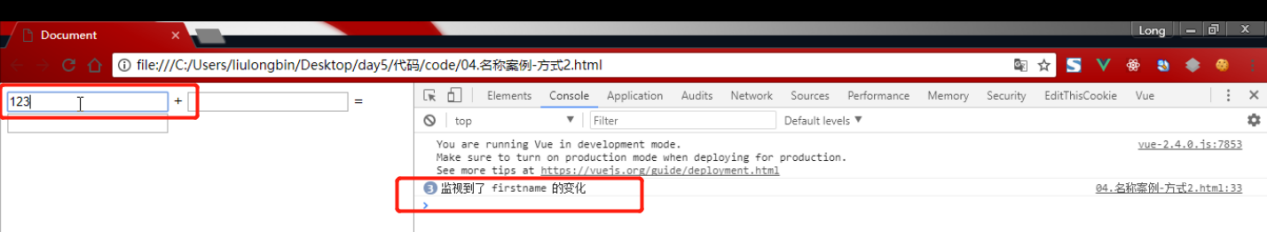 Long
Document
file:///C:/Users/liulongbin/Desktop/day5/代码/code/04.名称案例-方式2.html
123 + =
Elements Console Application Audits Network Sources Performance Memory Security EditThisCookie Vue
top Filter Default levels
You are running Vue in development mode. vue-2.4.0.js:7853
Make sure to turn on production mode when deploying for production.
See more tips at https://vuejs.org/guide/deployment.html
3 监视到了 firstname 的变化 04.名称案例-方式2.html:33